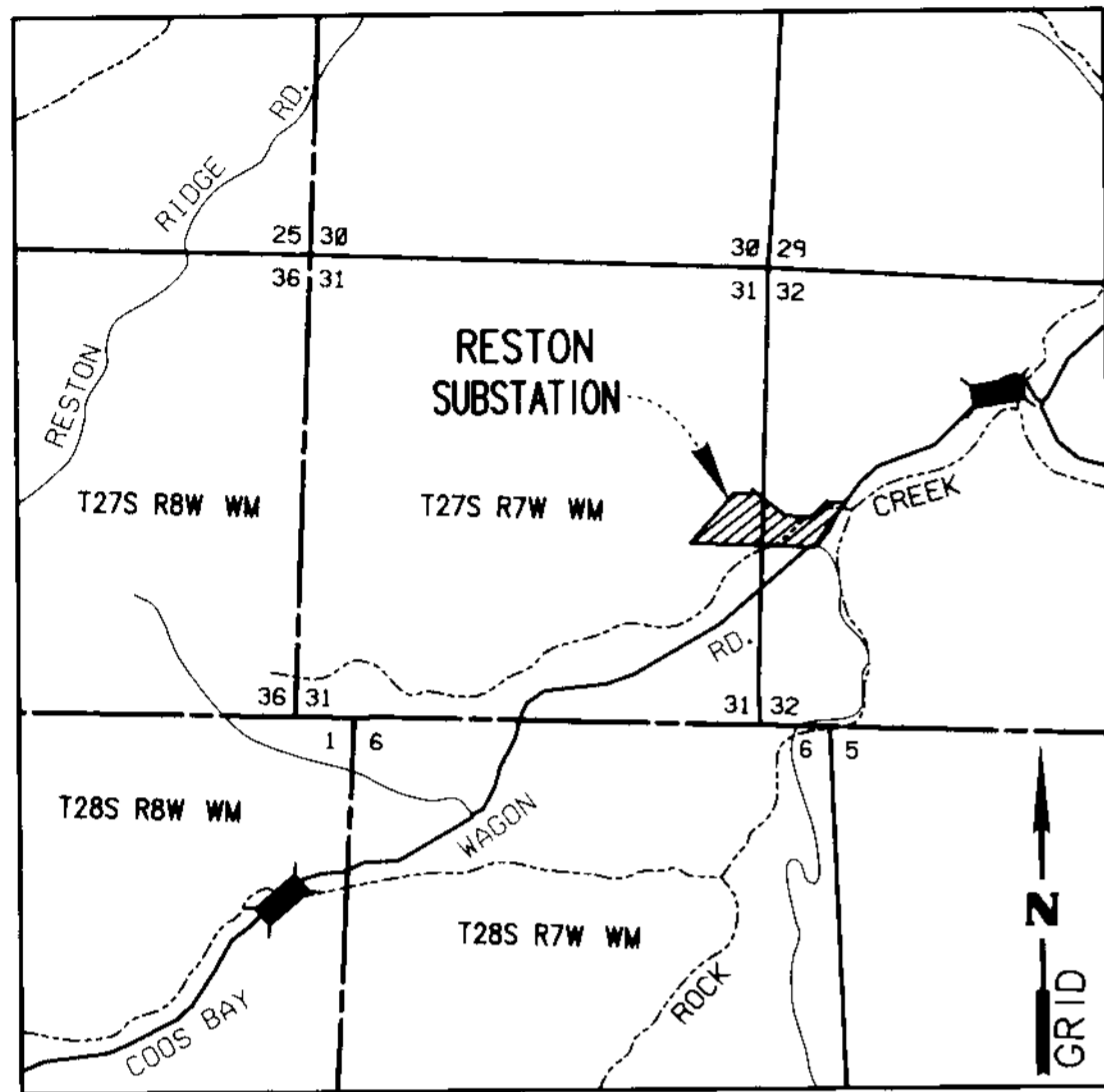 RESTON RIDGE RD.
25 30
36 31
30 29
31 32
RESTON
SUBSTATION
T27S R8W WM
T27S R7W WM
CREEK
RD.
36 31
31 32
1 6
6 5
T28S R8W WM
WAGON
T28S R7W WM
ROCK
COOS BAY
N
GRID